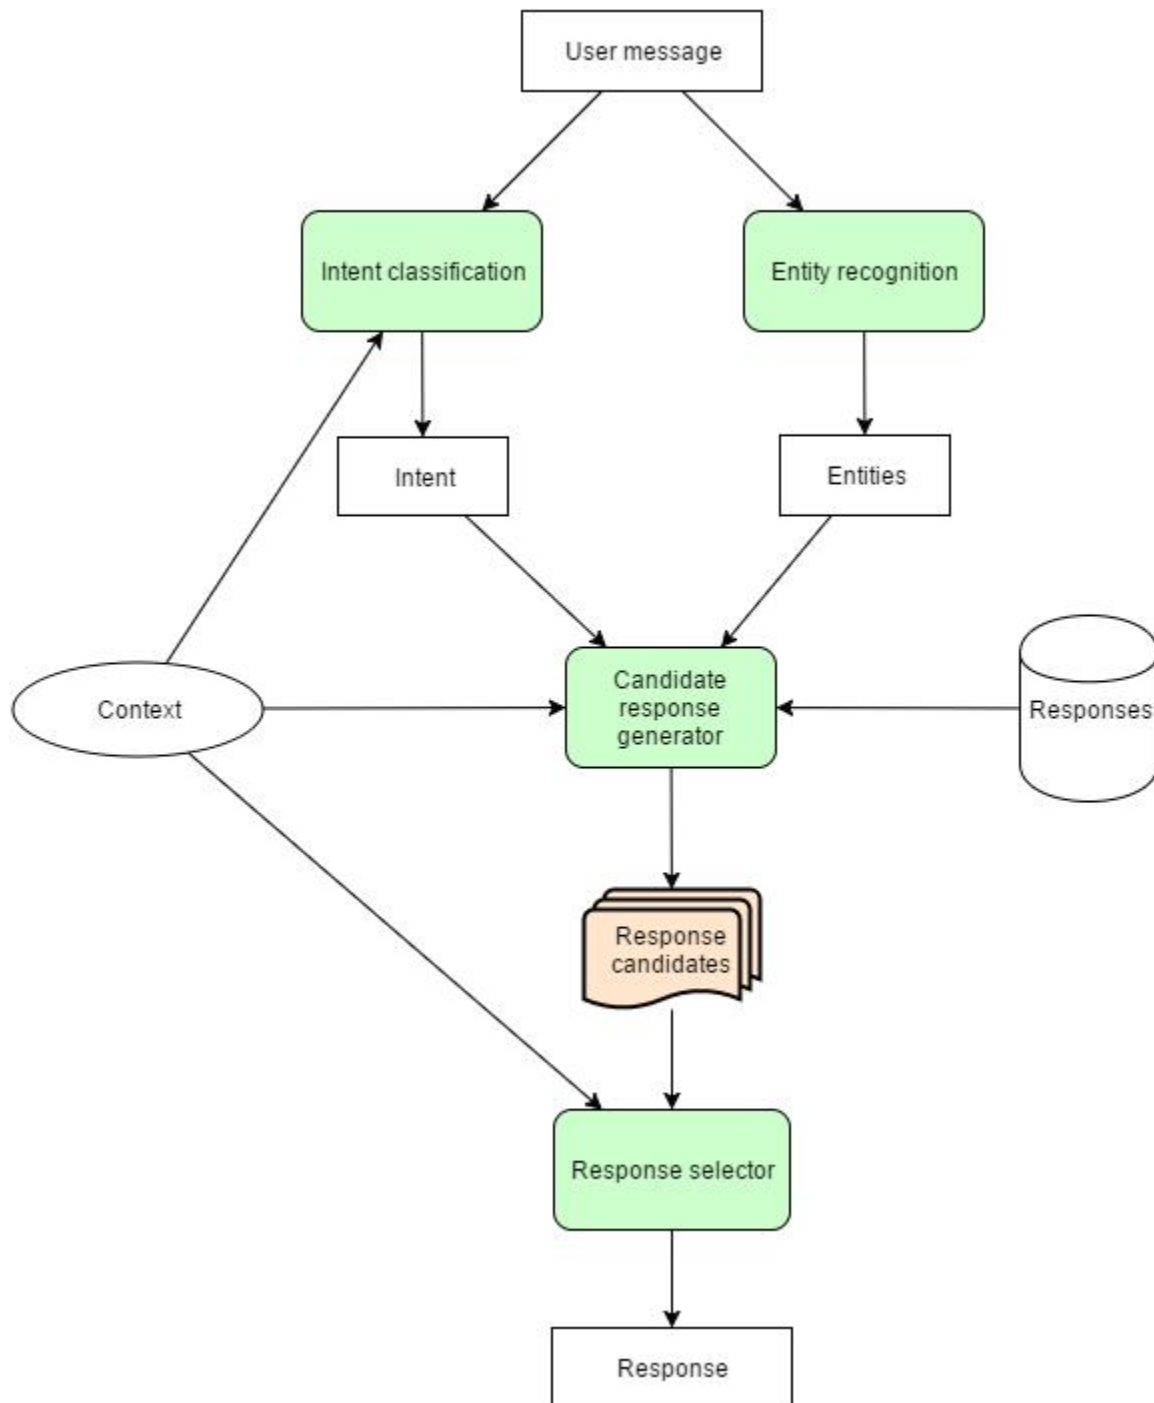 User message
Intent classification
Entity recognition
Intent
Entities
Context
Candidate
response
generator
Responses
Response
candidates
Response selector
Response